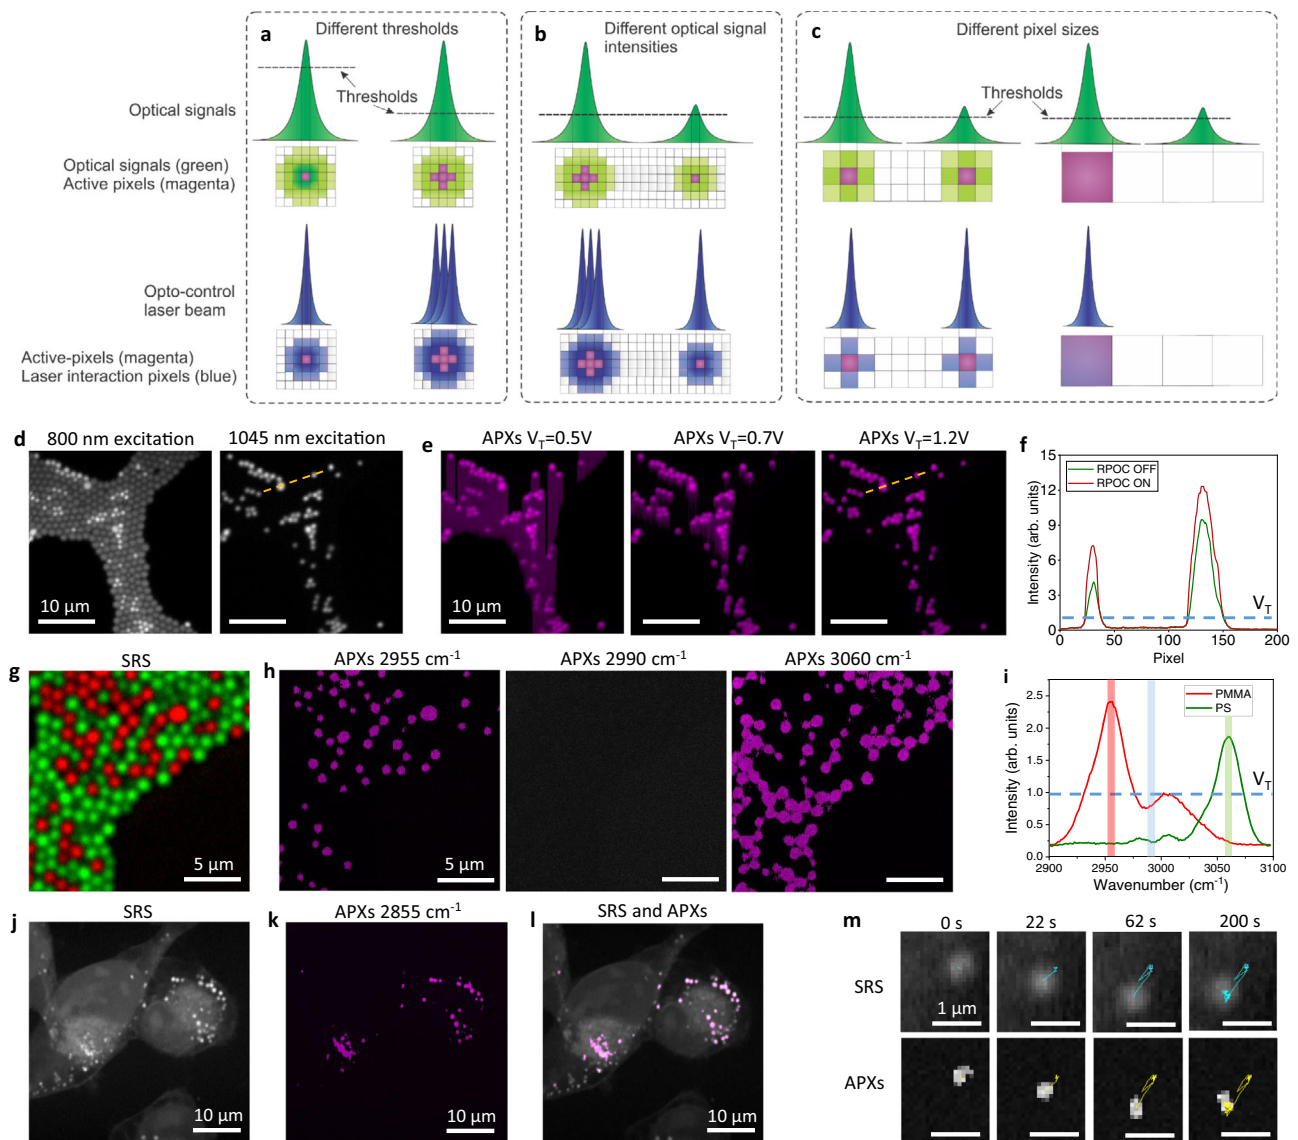 a
Different thresholds
Thresholds
b
Different optical signal
intensities
c
Different pixel sizes
Thresholds
Optical signals
Optical signals (green)
Active pixels (magenta)
Opto-control
laser beam
Active-pixels (magenta)
Laser interaction pixels (blue)
d
800 nm excitation
10 µm
1045 nm excitation
e
APXs V_T=0.5V
10 µm
APXs V_T=0.7V
APXs V_T=1.2V
f
15
12
9
6
3
0
Intensity (arb. units)
RPOC OFF
RPOC ON
V_T
0
50
100
150
200
Pixel
g
SRS
5 µm
h
APXs 2955 cm⁻¹
5 µm
APXs 2990 cm⁻¹
APXs 3060 cm⁻¹
i
2.5
2.0
1.5
1.0
0.5
0.0
Intensity (arb. units)
PMMA
PS
V_T
2900
2950
3000
3050
3100
Wavenumber (cm⁻¹)
j
SRS
10 µm
k
APXs 2855 cm⁻¹
10 µm
l
SRS and APXs
10 µm
m
0 s
22 s
62 s
200 s
SRS
1 µm
APXs